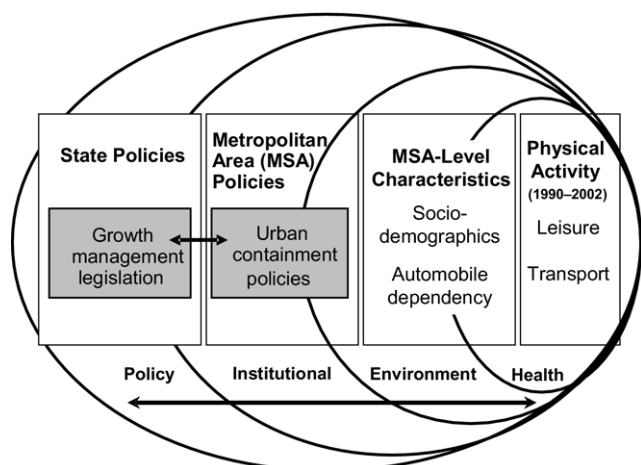 State Policies
Growth
management
legislation
Metropolitan
Area (MSA)
Policies
Urban
containment
policies
MSA-Level
Characteristics
Socio-
demographics
Automobile
dependency
Physical
Activity
(1990–2002)
Leisure
Transport
Policy Institutional Environment Health